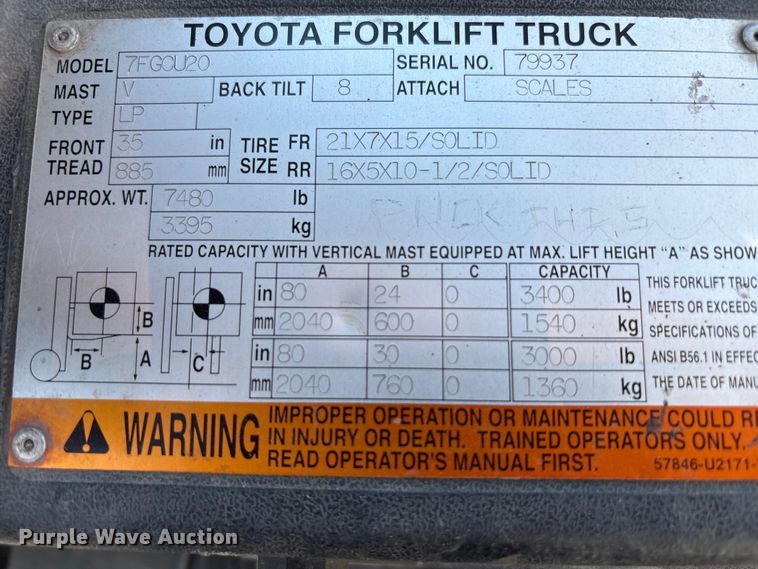 TOYOTA FORKLIFT TRUCK
MODEL 7FGCU20 SERIAL NO. 79937
MAST V BACK TILT 8 ATTACH SCALES
TYPE LP
FRONT TREAD 35 in TIRE SIZE FR 21X7X15/SOLID
885 mm RR 16X5X10-1/2/SOLID
APPROX. WT. 7480 lb
3395 kg
RATED CAPACITY WITH VERTICAL MAST EQUIPPED AT MAX. LIFT HEIGHT "A" AS SHOW
A B C CAPACITY
in 80 24 0 3400 lb
mm 2040 600 0 1540 kg
in 80 30 0 3000 lb
mm 2040 760 0 1360 kg
B
A
B
C
THIS FORKLIFT TRUC
MEETS OR EXCEEDS
SPECIFICATIONS OF
ANSI B56.1 IN EFFEC
THE DATE OF MANU
WARNING
IMPROPER OPERATION OR MAINTENANCE COULD RE
IN INJURY OR DEATH. TRAINED OPERATORS ONLY.
READ OPERATOR'S MANUAL FIRST. 57846-U2171-
Purple Wave Auction